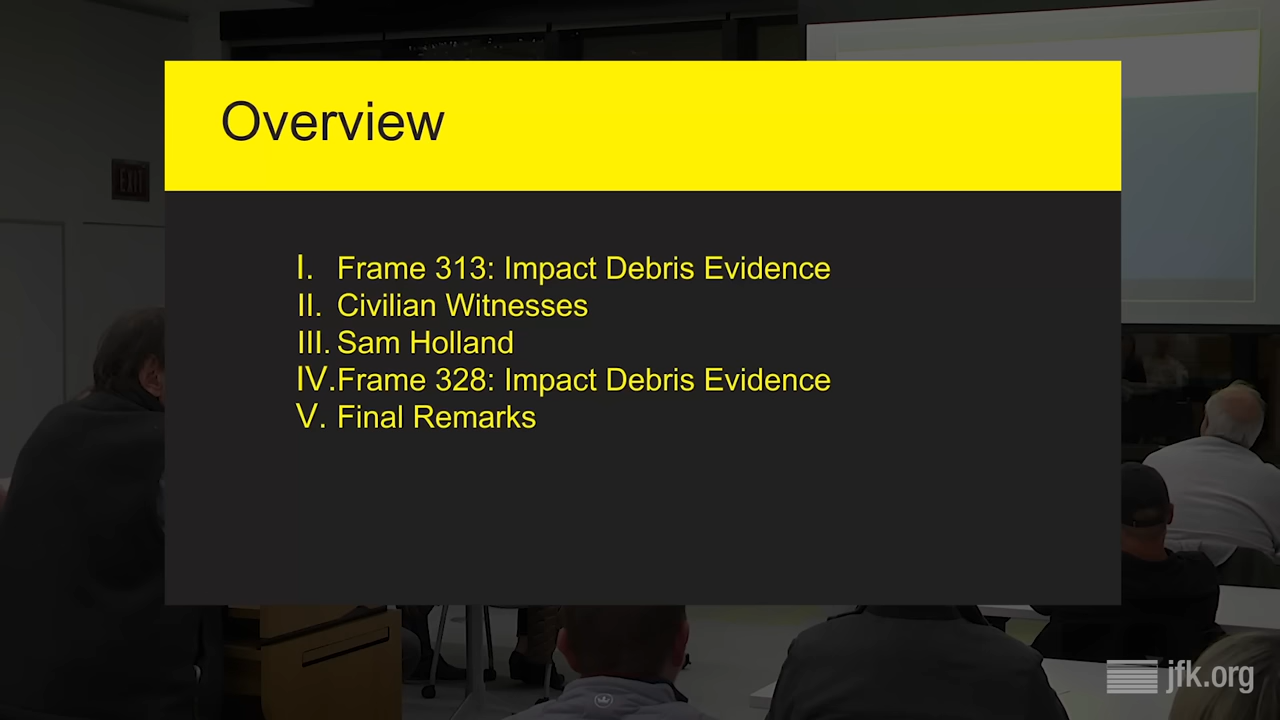 Overview
EXIT
I. Frame 313: Impact Debris Evidence
II. Civilian Witnesses
III. Sam Holland
IV. Frame 328: Impact Debris Evidence
V. Final Remarks
jfk.org